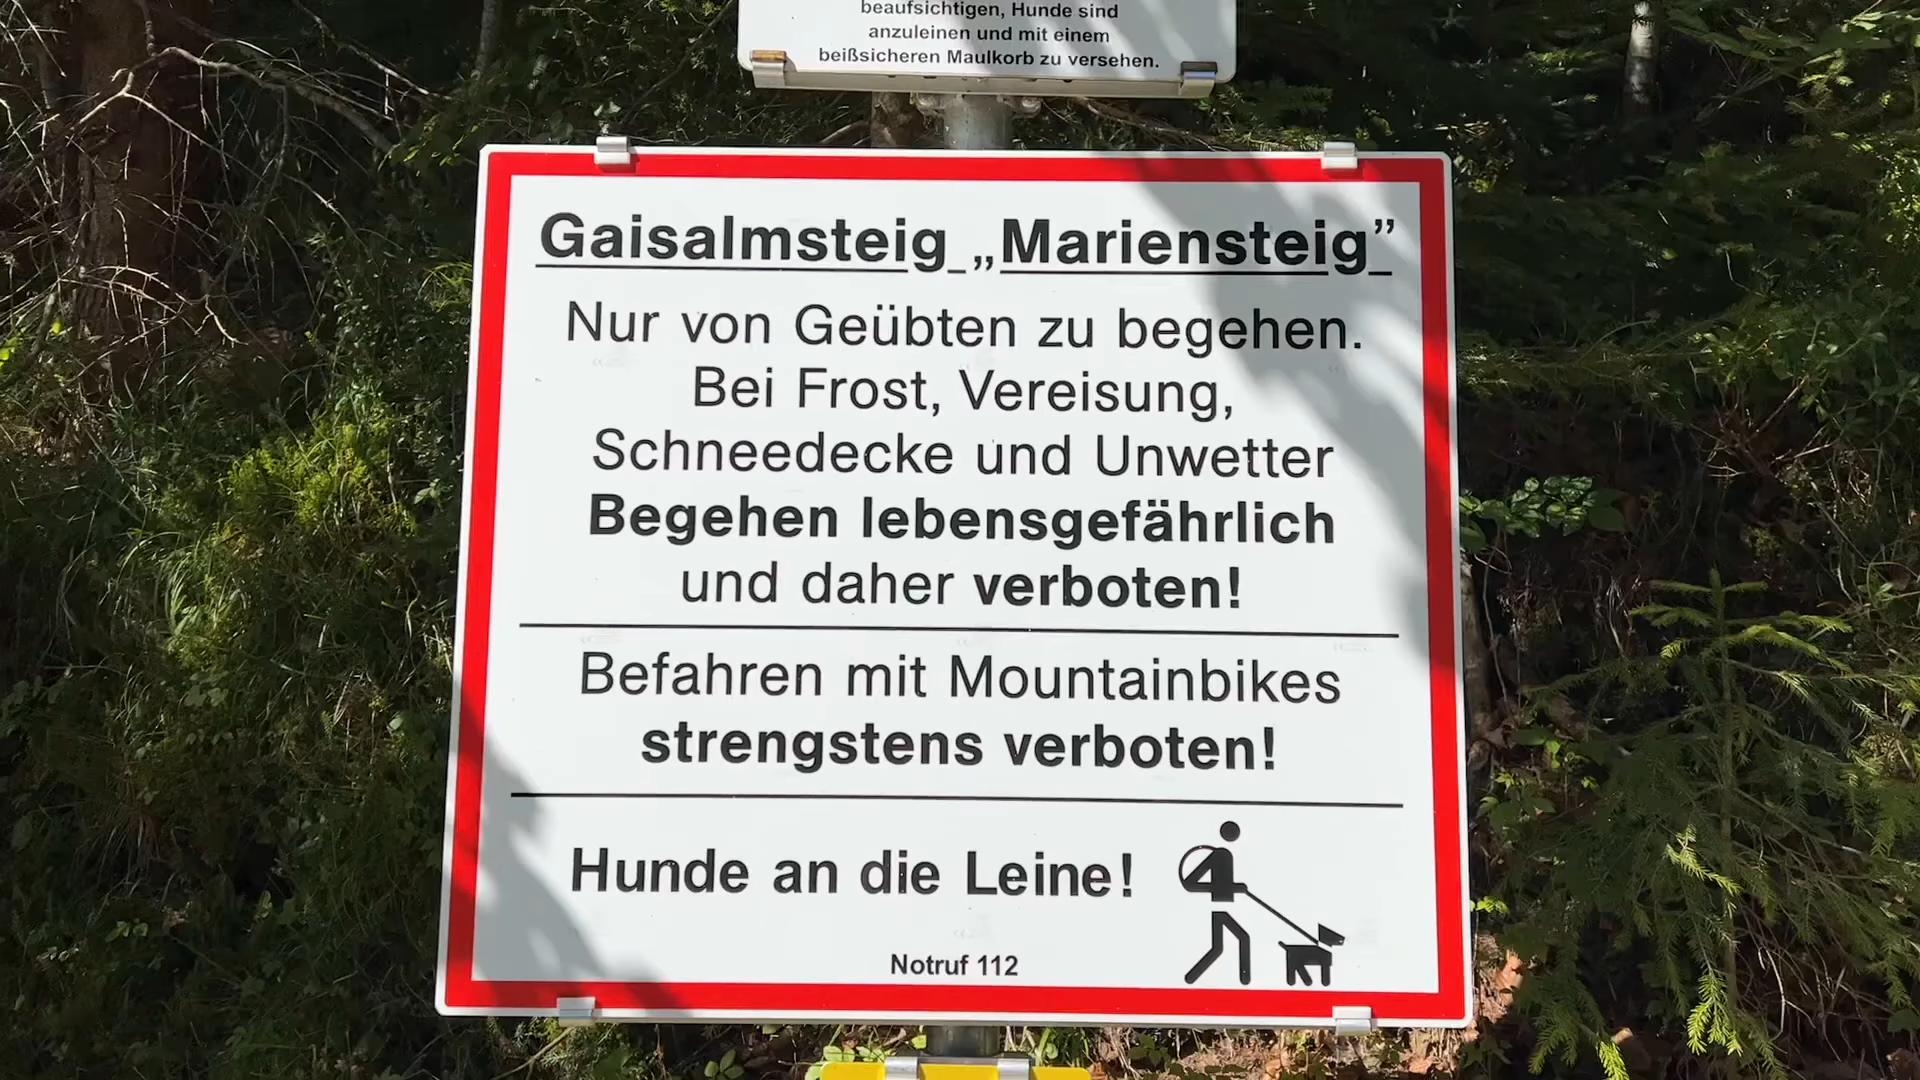 beaufsichtigen, Hunde sind
anzuleinen und mit einem
beißsicheren Maulkorb zu versehen.
Gaisalmsteig „Mariensteig”
Nur von Geübten zu begehen.
Bei Frost, Vereisung,
Schneedecke und Unwetter
Begehen lebensgefährlich
und daher verboten!
Befahren mit Mountainbikes
strengstens verboten!
Hunde an die Leine!
Notruf 112